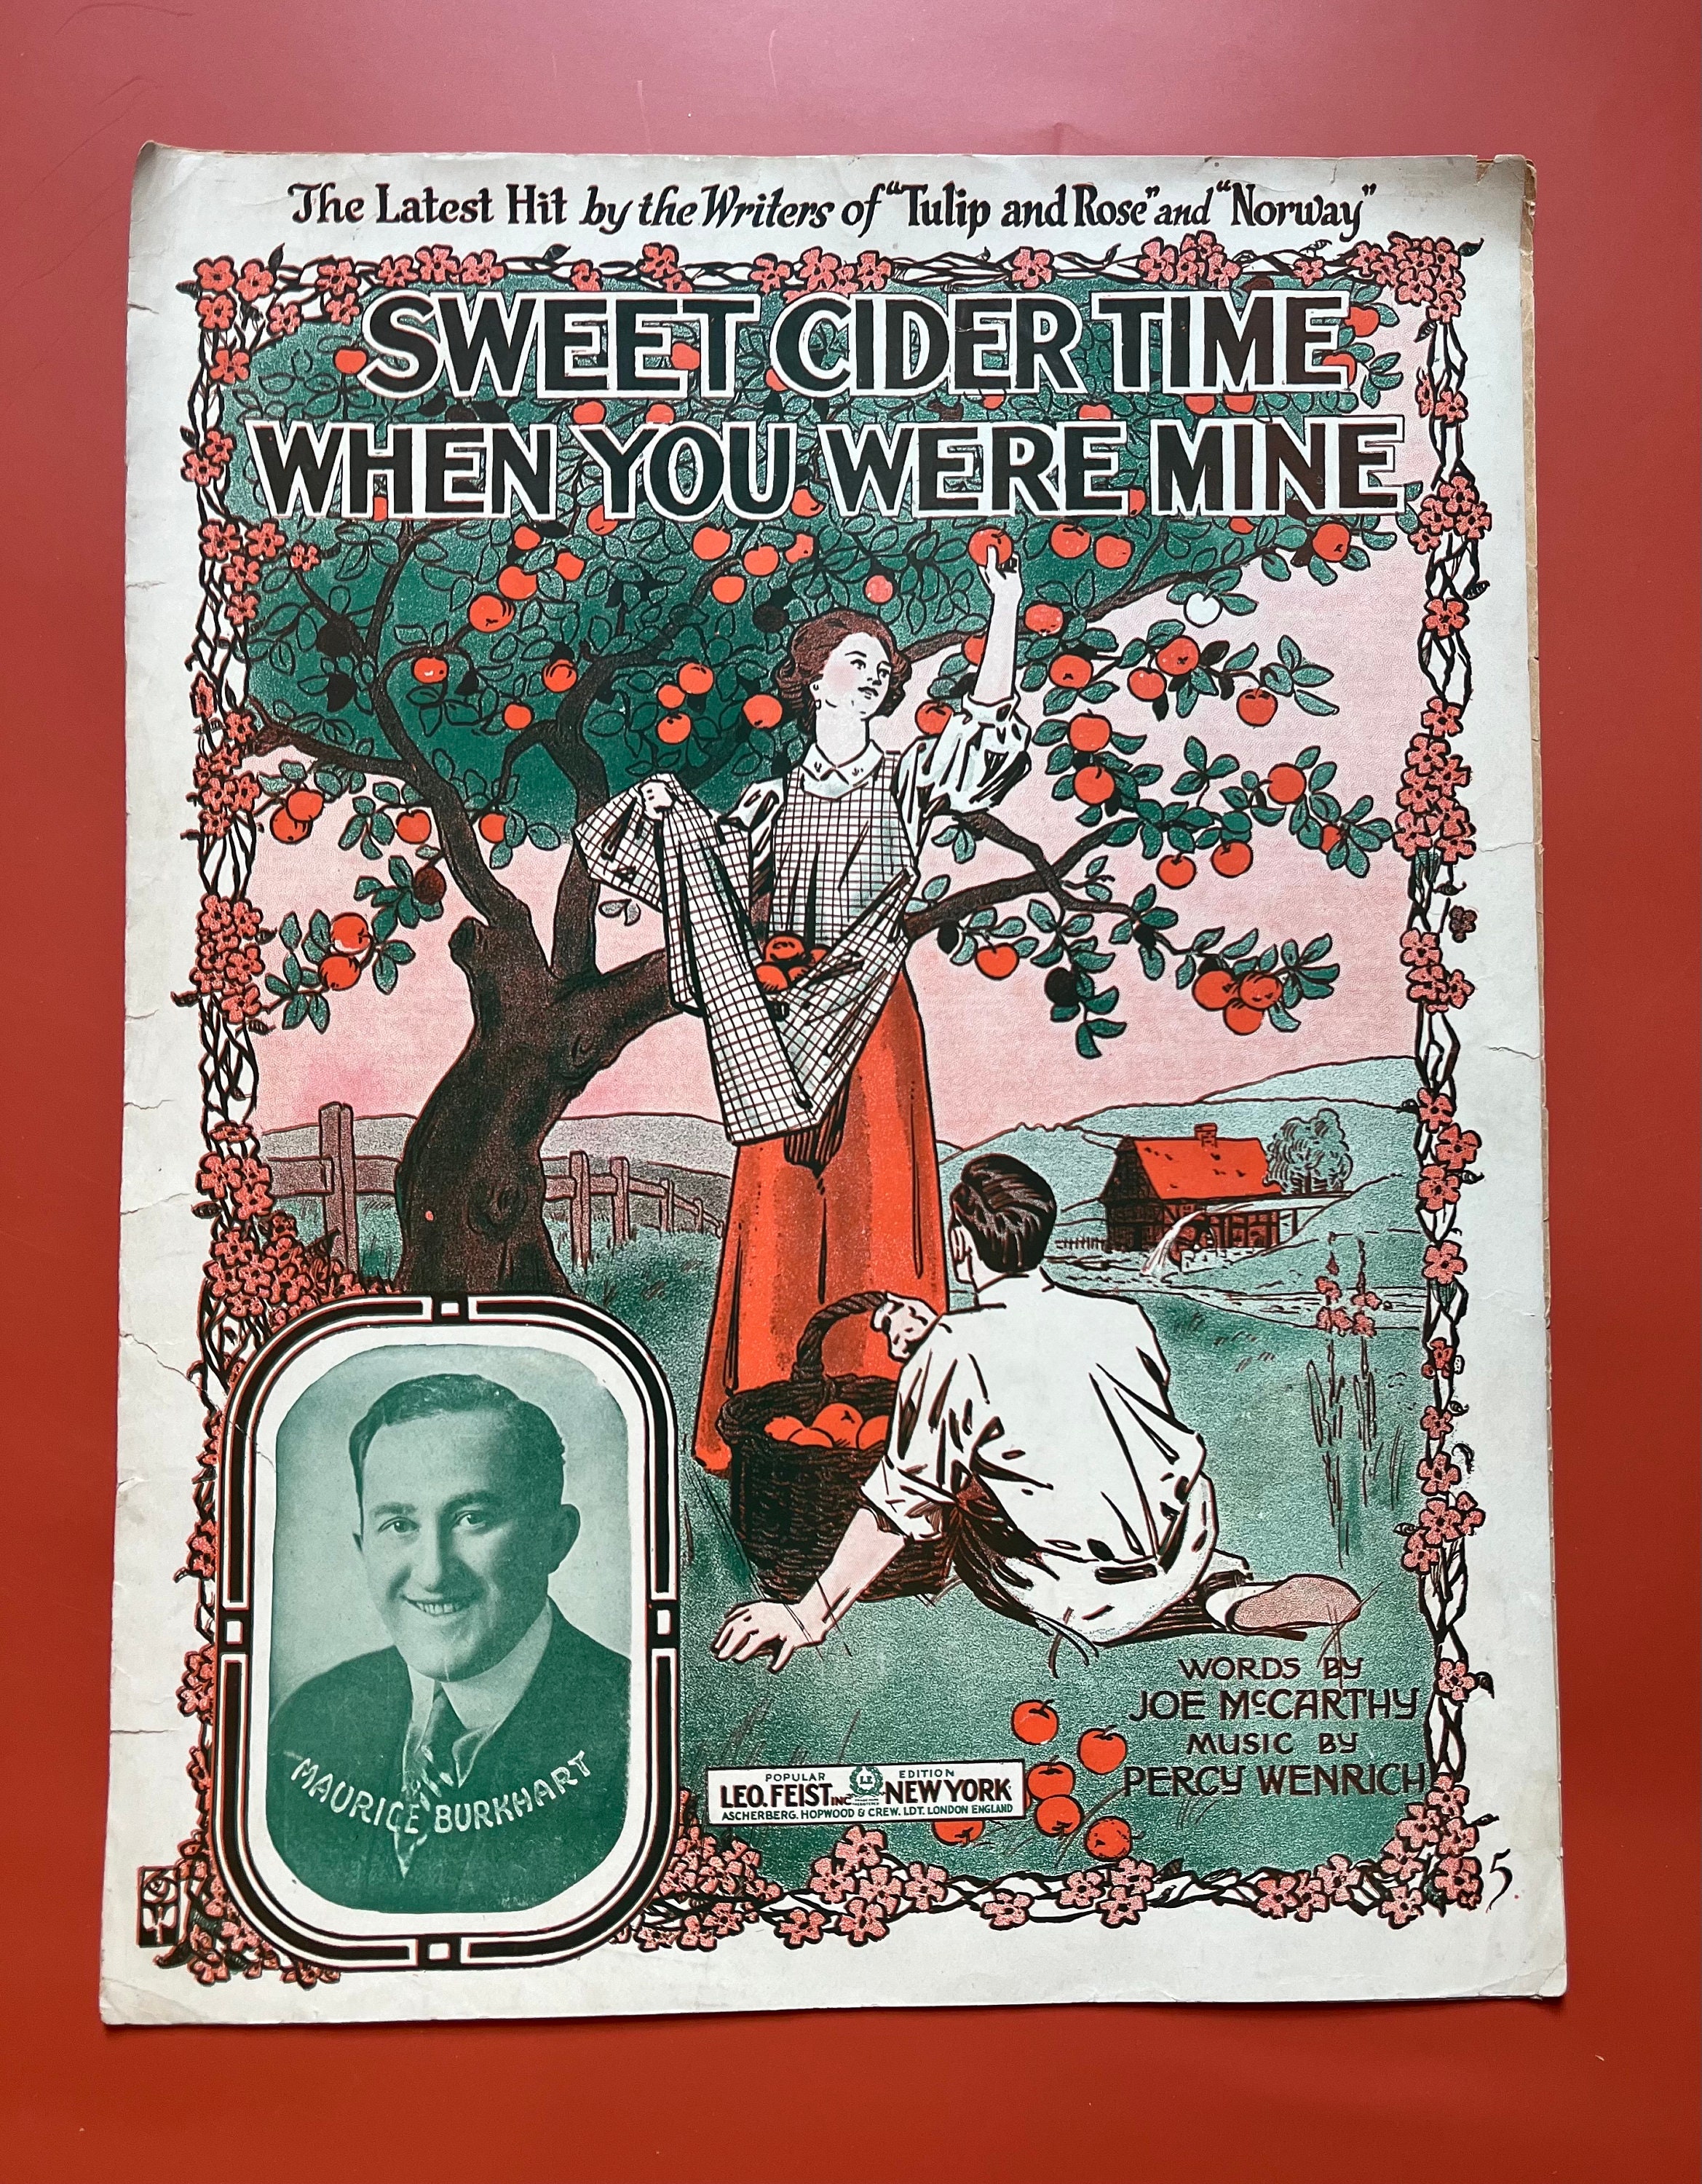 The Latest Hit by the Writers of "Tulip and Rose" and "Norway"
SWEET CIDER TIME
WHEN YOU WERE MINE
MAURICE BURKHART
WORDS BY
JOE McCARTHY
MUSIC BY
PERCY WENRICH
POPULAR EDITION
LEO. FEIST INC NEW YORK
ASCHERBERG, HOPWOOD & CREW, LDT. LONDON ENGLAND
5